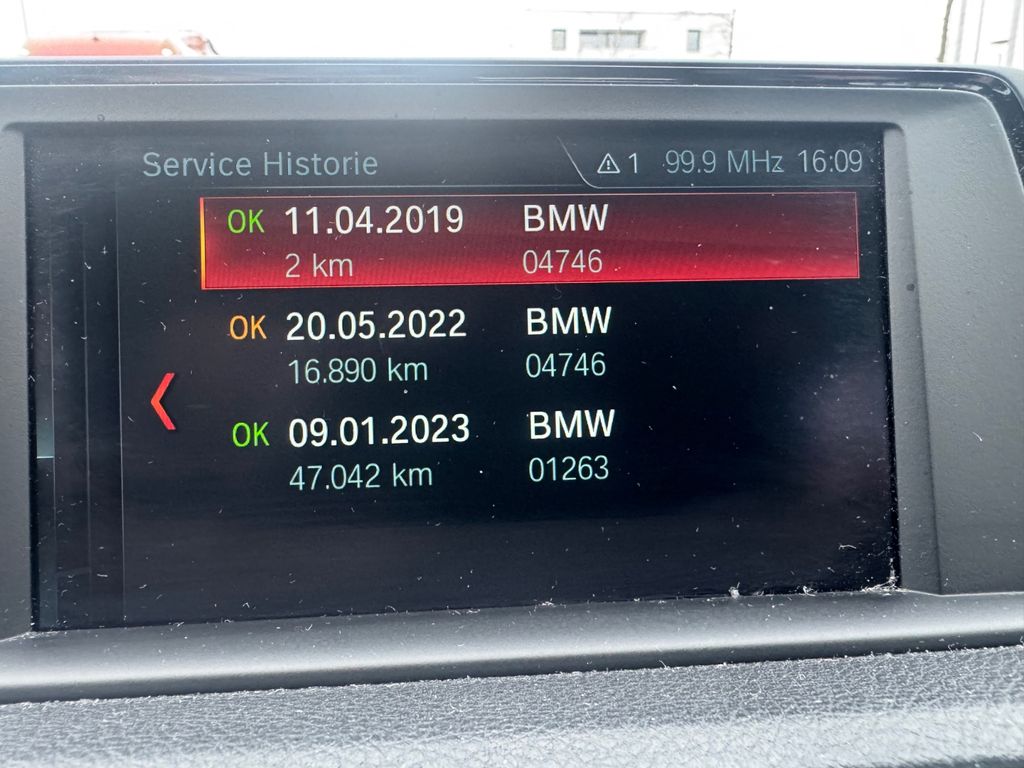 Service Historie ⚠ 1 99.9 MHz 16:09
OK 11.04.2019 BMW
2 km 04746
OK 20.05.2022 BMW
16.890 km 04746
OK 09.01.2023 BMW
47.042 km 01263